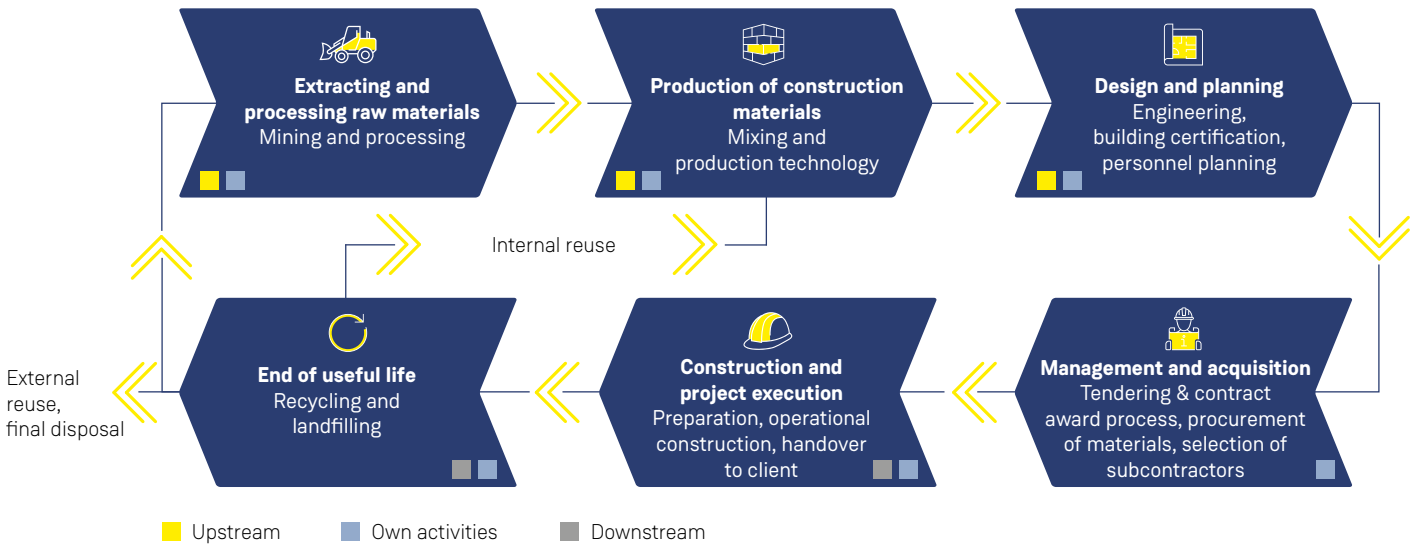 Extracting and
processing raw materials
Mining and processing
Production of construction
materials
Mixing and
production technology
Design and planning
Engineering,
building certification,
personnel planning
Internal reuse
External
reuse,
final disposal
End of useful life
Recycling and
landfilling
Construction and
project execution
Preparation, operational
construction, handover
to client
Management and acquisition
Tendering & contract
award process, procurement
of materials, selection of
subcontractors
Upstream
Own activities
Downstream